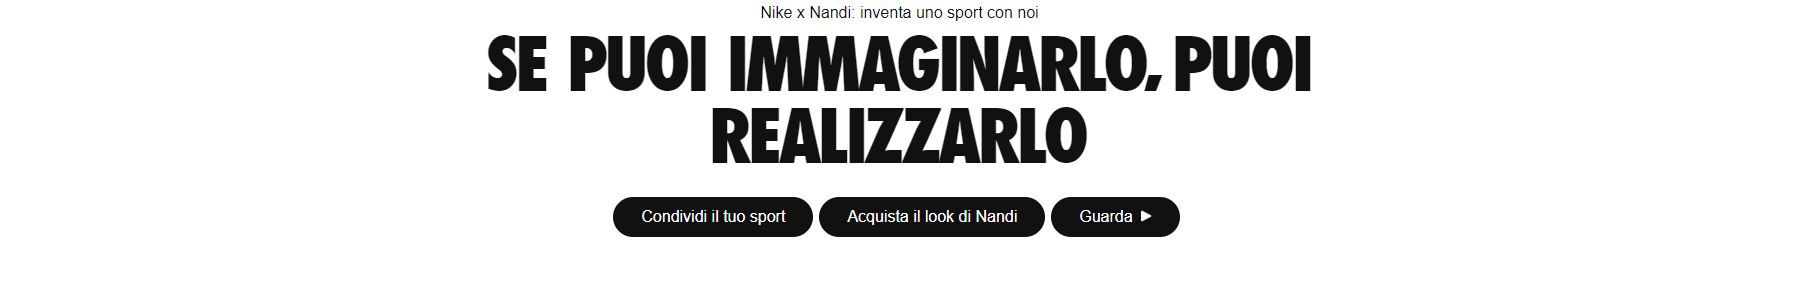 Nike x Nandi: inventa uno sport con noi
SE PUOI IMMAGINARLO, PUOI
REALIZZARLO
Condividi il tuo sport
Acquista il look di Nandi
Guarda